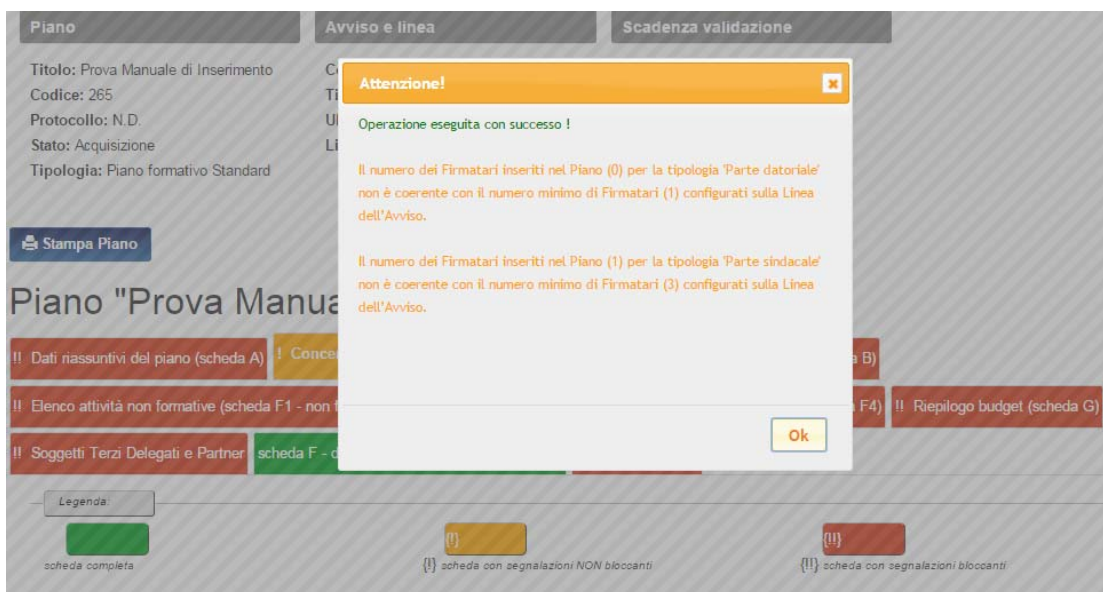 Piano
Avviso e linea
Scadenza validazione
Titolo: Prova Manuale di Inserimento
Codice: 265
Protocollo: N.D.
Stato: Acquisizione
Tipologia: Piano formativo Standard
Attenzione!
Operazione eseguita con successo !
Il numero dei Firmatari inseriti nel Piano (0) per la tipologia 'Parte datoriale'
non è coerente con il numero minimo di Firmatari (1) configurati sulla Linea
dell'Avviso.
Il numero dei Firmatari inseriti nel Piano (1) per la tipologia 'Parte sindacale'
non è coerente con il numero minimo di Firmatari (3) configurati sulla Linea
dell'Avviso.
Ok
Stampa Piano
Piano "Prova Manua
!! Dati riassuntivi del piano (scheda A)
! Conce
B)
!! Elenco attività non formative (scheda F1 - non
F4)
!! Riepilogo budget (scheda G)
!! Soggetti Terzi Delegati e Partner
scheda F - d
Legenda:
{!}
{!!}
scheda completa
{!} scheda con segnalazioni NON bloccanti
{!!} scheda con segnalazioni bloccanti